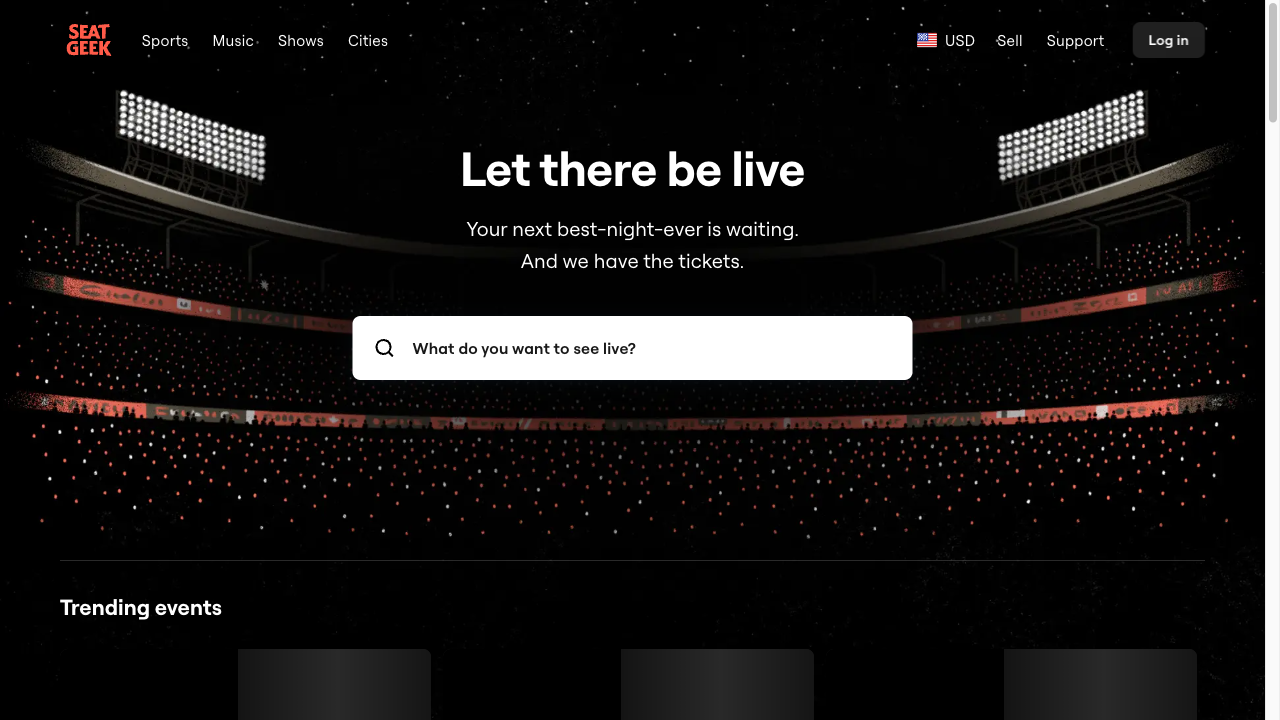 SEAT
GEEK
Sports
Music
Shows
Cities
USD
Sell
Support
Log in
Let there be live
Your next best-night-ever is waiting.
And we have the tickets.
What do you want to see live?
Trending events